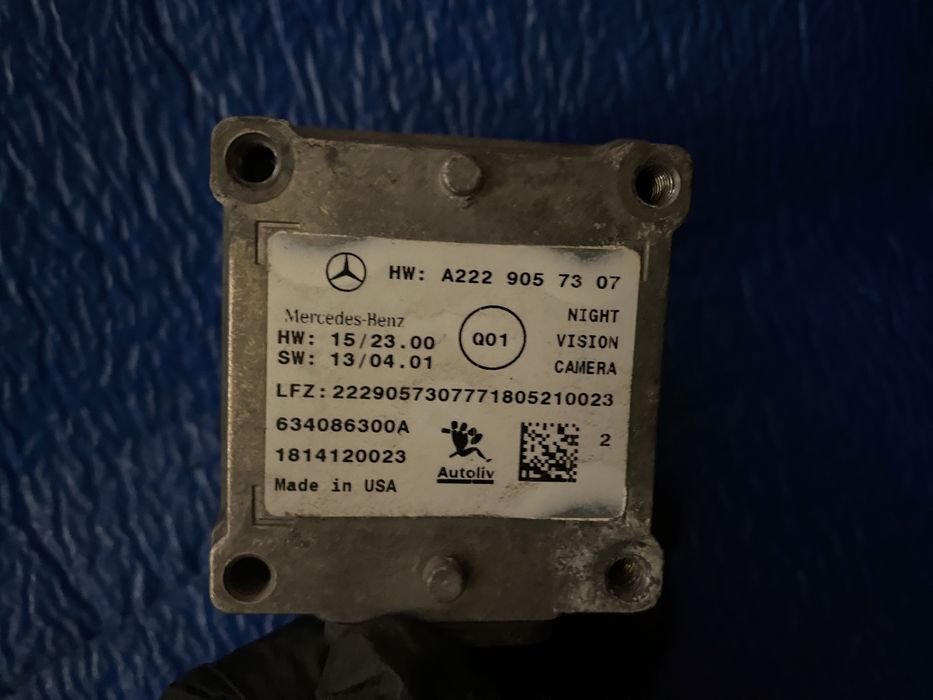 HW: A222 905 73 07
Mercedes-Benz
HW: 15/23.00
SW: 13/04.01
Q01
NIGHT
VISION
CAMERA
LFZ: 2229057307771805210023
634086300A
1814120023
Made in USA
Autoliv
2